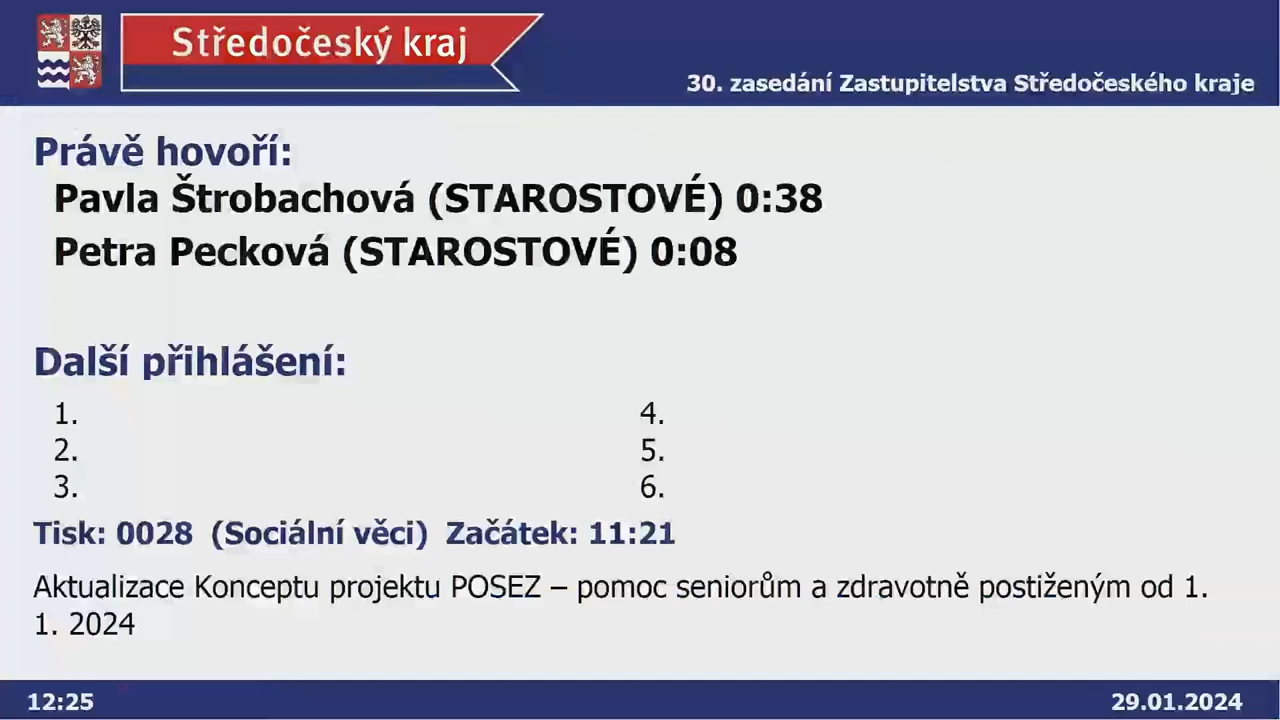 Středočeský kraj
30. zasedání Zastupitelstva Středočeského kraje
Právě hovoří:
Pavla Štrobachová (STAROSTOVÉ) 0:38
Petra Pecková (STAROSTOVÉ) 0:08
Další přihlášení:
1.
2.
3.
4.
5.
6.
Tisk: 0028 (Sociální věci) Začátek: 11:21
Aktualizace Konceptu projektu POSEZ – pomoc seniorům a zdravotně postiženým od 1.
1. 2024
12:25
29.01.2024